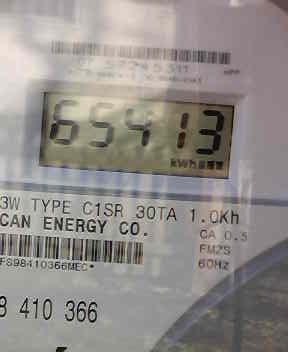 65413
kWh
3W TYPE C1SR 30TA 1.0Kh
CAN ENERGY CO.
CA 0.5
FM2S
60Hz
FS98410366MEC*
8 410 366